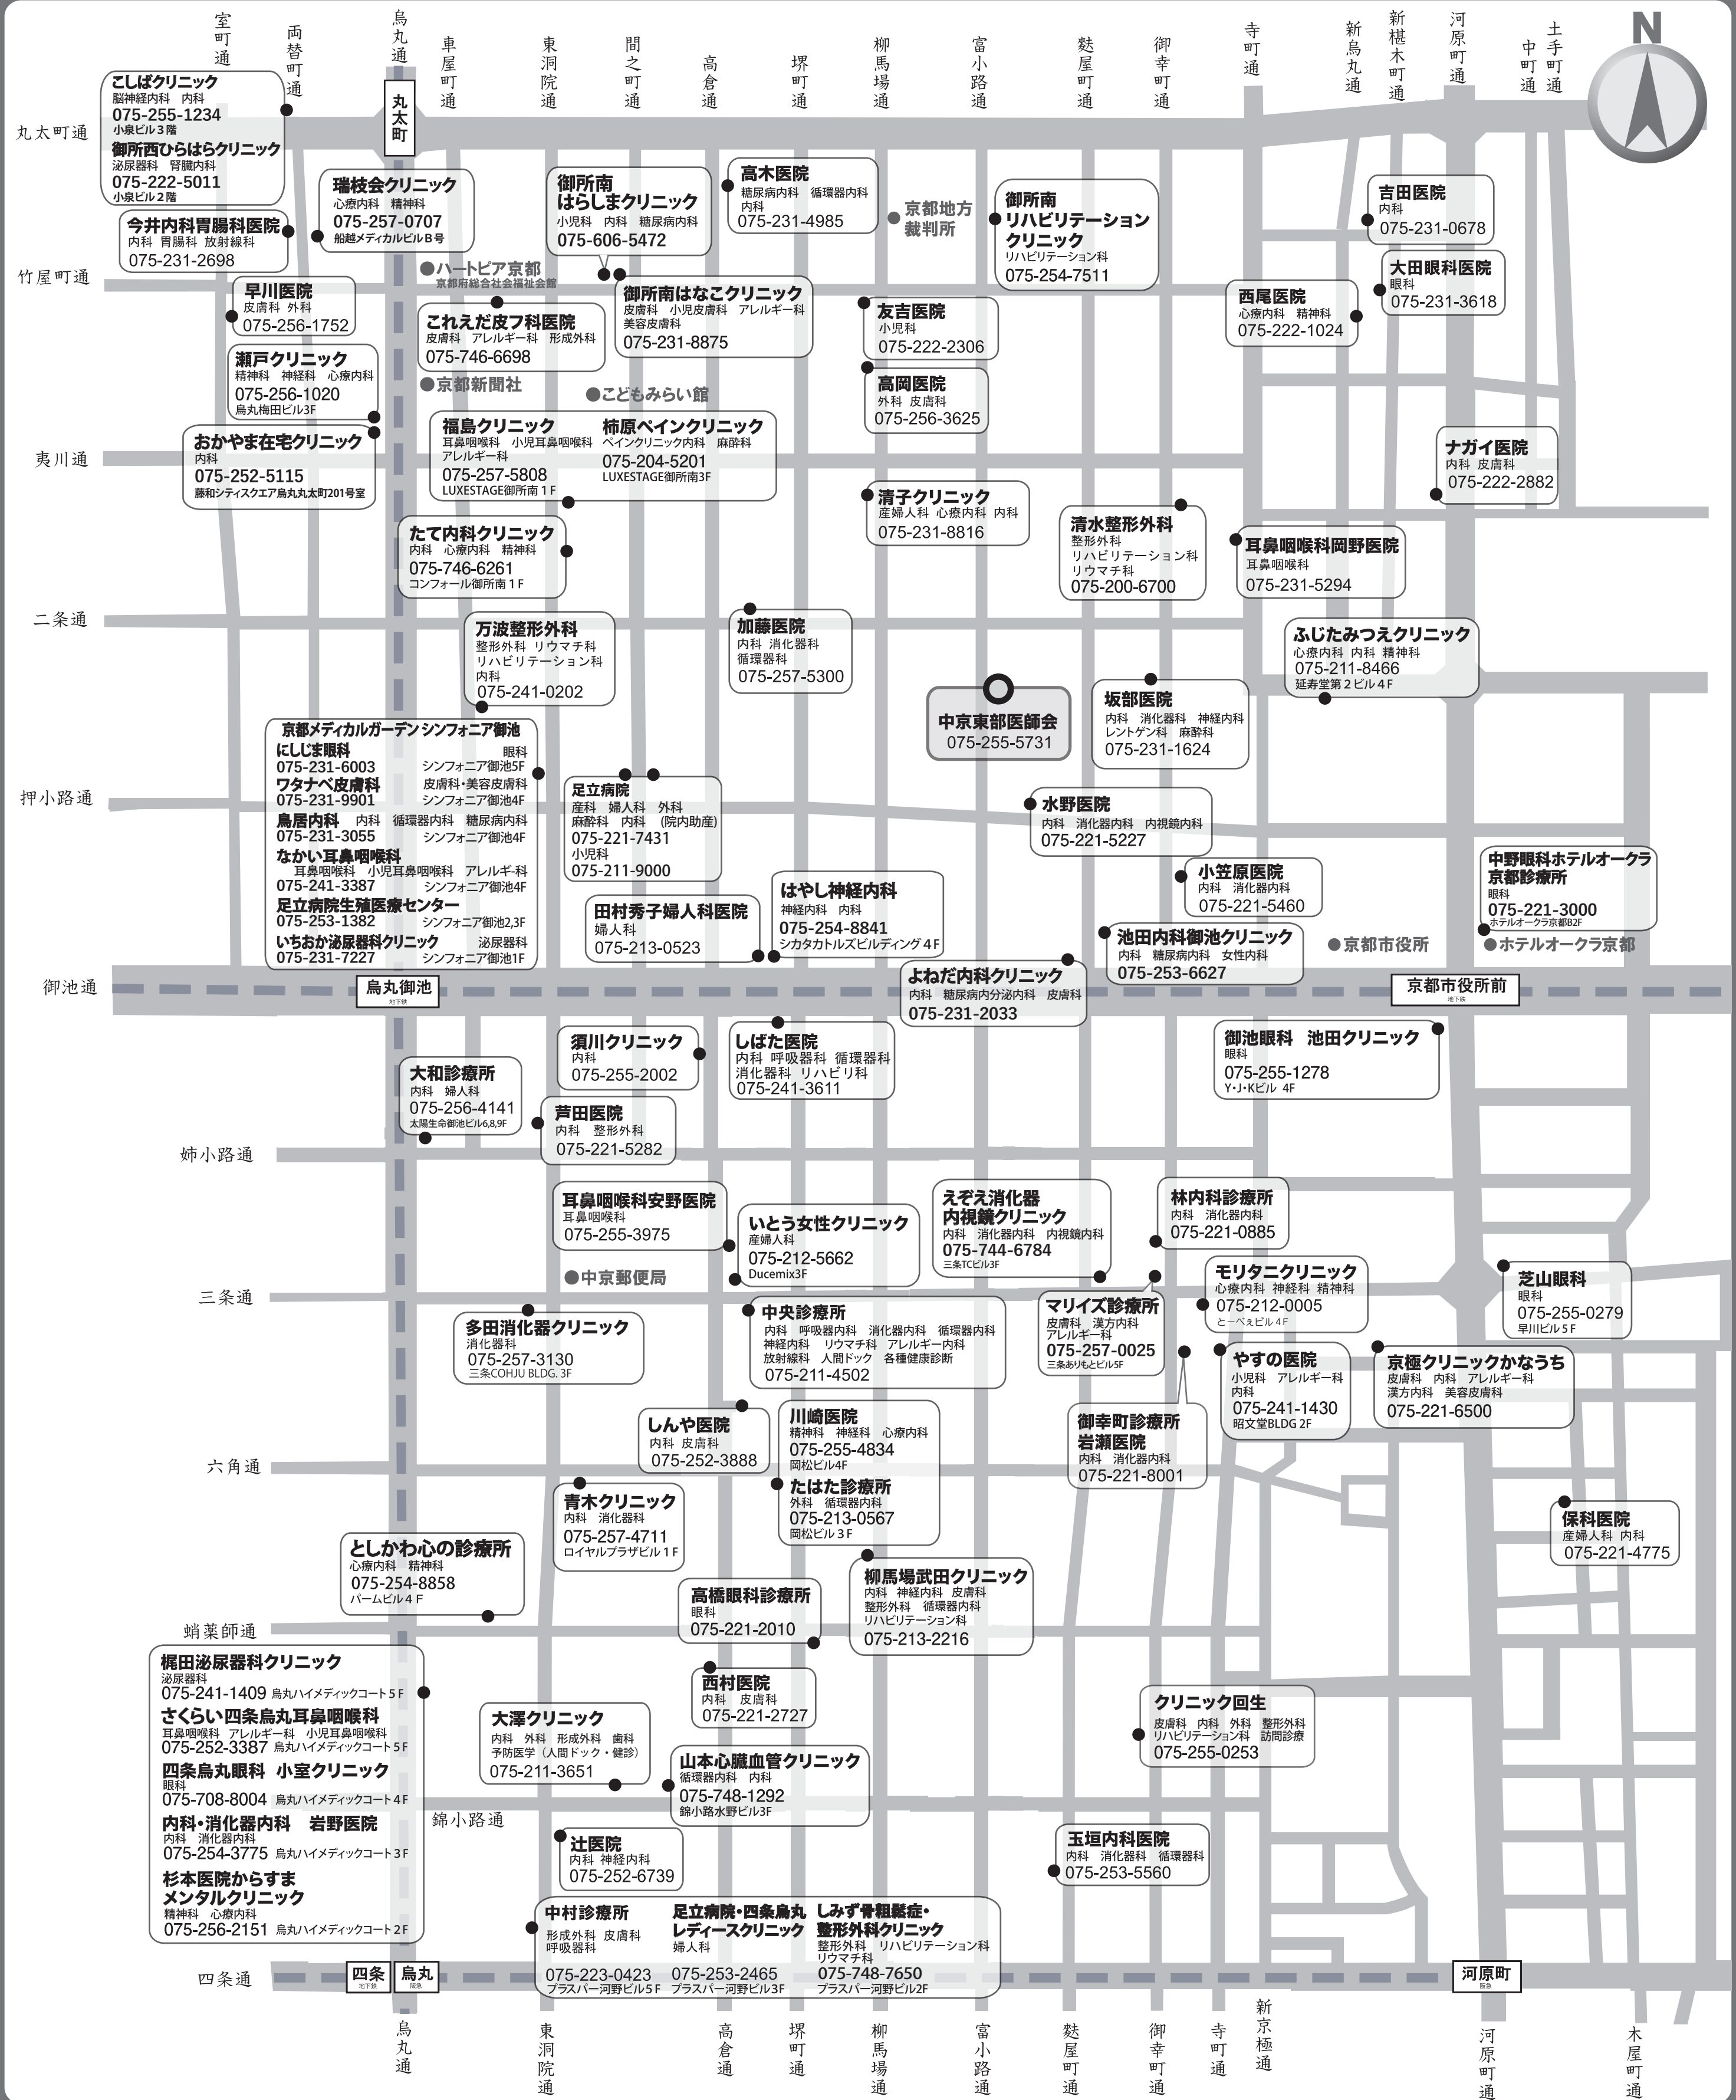 室町通
両替町通
烏丸通
車屋町通
東洞院通
間之町通
高倉通
堺町通
柳馬場通
富小路通
麩屋町通
御幸町通
寺町通
新烏丸通
新椹木町通
河原町通
中町通
土手町通
N
丸太町
丸太町通
こしばクリニック
脳神経内科 内科
075-255-1234
小泉ビル3階
御所西ひらはらクリニック
泌尿器科 腎臓内科
075-222-5011
小泉ビル2階
瑞枝会クリニック
心療内科 精神科
075-257-0707
船越メディカルビルB号
御所南
はらしまクリニック
小児科 内科 糖尿病内科
075-606-5472
高木医院
糖尿病内科 循環器内科
内科
075-231-4985
京都地方
裁判所
御所南
リハビリテーション
クリニック
リハビリテーション科
075-254-7511
吉田医院
内科
075-231-0678
今井内科胃腸科医院
内科 胃腸科 放射線科
075-231-2698
大田眼科医院
眼科
075-231-3618
竹屋町通
ハートピア京都
京都府総合社会福祉会館
早川医院
皮膚科 外科
075-256-1752
これえだ皮フ科医院
皮膚科 アレルギー科 形成外科
075-746-6698
御所南はなこクリニック
皮膚科 小児皮膚科 アレルギー科
美容皮膚科
075-231-8875
友吉医院
小児科
075-222-2306
西尾医院
心療内科 精神科
075-222-1024
瀬戸クリニック
精神科 神経科 心療内科
075-256-1020
烏丸梅田ビル3F
京都新聞社
こどもみらい館
高岡医院
外科 皮膚科
075-256-3625
夷川通
おかやま在宅クリニック
内科
075-252-5115
藤和シティスクエア烏丸丸太町201号室
福島クリニック
耳鼻咽喉科 小児耳鼻咽喉科
アレルギー科
075-257-5808
LUXESTAGE御所南1F
柿原ペインクリニック
ペインクリニック内科 麻酔科
075-204-5201
LUXESTAGE御所南3F
ナガイ医院
内科 皮膚科
075-222-2882
清子クリニック
産婦人科 心療内科 内科
075-231-8816
清水整形外科
整形外科
リハビリテーション科
リウマチ科
075-200-6700
耳鼻咽喉科岡野医院
耳鼻咽喉科
075-231-5294
たて内科クリニック
内科 心療内科 精神科
075-746-6261
コンフォール御所南1F
二条通
万波整形外科
整形外科 リウマチ科
リハビリテーション科
内科
075-241-0202
加藤医院
内科 消化器科
循環器科
075-257-5300
ふじたみつえクリニック
心療内科 内科 精神科
075-211-8466
延寿堂第2ビル4F
中京東部医師会
075-255-5731
坂部医院
内科 消化器科 神経内科
レントゲン科 麻酔科
075-231-1624
押小路通
京都メディカルガーデン シンフォニア御池
にしじま眼科 眼科
075-231-6003 シンフォニア御池5F
ワタナベ皮膚科 皮膚科・美容皮膚科
075-231-9901 シンフォニア御池4F
鳥居内科 内科 循環器内科 糖尿病内科
075-231-3055 シンフォニア御池4F
なかい耳鼻咽喉科
耳鼻咽喉科 小児耳鼻咽喉科 アレルギ-科
075-241-3387 シンフォニア御池4F
足立病院生殖医療センター
075-253-1382 シンフォニア御池2,3F
いちおか泌尿器科クリニック 泌尿器科
075-231-7227 シンフォニア御池1F
足立病院
産科 婦人科 外科
麻酔科 内科 (院内助産)
075-221-7431
小児科
075-211-9000
水野医院
内科 消化器内科 内視鏡内科
075-221-5227
小笠原医院
内科 消化器内科
075-221-5460
中野眼科ホテルオークラ
京都診療所
眼科
075-221-3000
ホテルオークラ京都B2F
田村秀子婦人科医院
婦人科
075-213-0523
はやし神経内科
神経内科 内科
075-254-8841
シカタカトルズビルディング4F
池田内科御池クリニック
内科 糖尿病内科 女性内科
075-253-6627
京都市役所
ホテルオークラ京都
御池通
烏丸御池
地下鉄
よねだ内科クリニック
内科 糖尿病内分泌内科 皮膚科
075-231-2033
京都市役所前
地下鉄
須川クリニック
内科
075-255-2002
しばた医院
内科 呼吸器科 循環器科
消化器科 リハビリ科
075-241-3611
御池眼科 池田クリニック
眼科
075-255-1278
Y・J・Kビル 4F
大和診療所
内科 婦人科
075-256-4141
太陽生命御池ビル6,8,9F
芦田医院
内科 整形外科
075-221-5282
姉小路通
耳鼻咽喉科安野医院
耳鼻咽喉科
075-255-3975
いとう女性クリニック
産婦人科
075-212-5662
Ducemix3F
えぞえ消化器
内視鏡クリニック
内科 消化器内科 内視鏡内科
075-744-6784
三条TCビル3F
林内科診療所
内科 消化器内科
075-221-0885
中京郵便局
モリタニクリニック
心療内科 神経科 精神科
075-212-0005
とーべぇビル4F
芝山眼科
眼科
075-255-0279
早川ビル5F
三条通
多田消化器クリニック
消化器科
075-257-3130
三条COHJU BLDG. 3F
中央診療所
内科 呼吸器内科 消化器内科 循環器内科
神経内科 リウマチ科 アレルギー内科
放射線科 人間ドック 各種健康診断
075-211-4502
マリイズ診療所
皮膚科 漢方内科
アレルギー科
075-257-0025
三条ありもとビル5F
やすの医院
小児科 アレルギー科
内科
075-241-1430
昭文堂BLDG 2F
京極クリニックかなうち
皮膚科 内科 アレルギー科
漢方内科 美容皮膚科
075-221-6500
しんや医院
内科 皮膚科
075-252-3888
川崎医院
精神科 神経科 心療内科
075-255-4834
岡松ビル4F
たはた診療所
外科 循環器内科
075-213-0567
岡松ビル3F
御幸町診療所
岩瀬医院
内科 消化器内科
075-221-8001
六角通
青木クリニック
内科 消化器科
075-257-4711
ロイヤルプラザビル1F
保科医院
産婦人科 内科
075-221-4775
としかわ心の診療所
心療内科 精神科
075-254-8858
パームビル4F
高橋眼科診療所
眼科
075-221-2010
柳馬場武田クリニック
内科 神経内科 皮膚科
整形外科 循環器内科
リハビリテーション科
075-213-2216
蛸薬師通
梶田泌尿器科クリニック
泌尿器科
075-241-1409 烏丸ハイメディックコート5F
さくらい四条烏丸耳鼻咽喉科
耳鼻咽喉科 アレルギー科 小児耳鼻咽喉科
075-252-3387 烏丸ハイメディックコート5F
四条烏丸眼科 小室クリニック
眼科
075-708-8004 烏丸ハイメディックコート4F
内科・消化器内科 岩野医院
内科 消化器内科
075-254-3775 烏丸ハイメディックコート3F
杉本医院からすま
メンタルクリニック
精神科 心療内科
075-256-2151 烏丸ハイメディックコート2F
西村医院
内科 皮膚科
075-221-2727
大澤クリニック
内科 外科 形成外科 歯科
予防医学（人間ドック・健診）
075-211-3651
山本心臓血管クリニック
循環器内科 内科
075-748-1292
錦小路水野ビル3F
クリニック回生
皮膚科 内科 外科 整形外科
リハビリテーション科 訪問診療
075-255-0253
錦小路通
辻医院
内科 神経内科
075-252-6739
玉垣内科医院
内科 消化器科 循環器科
075-253-5560
中村診療所
形成外科 皮膚科
呼吸器科
075-223-0423
プラスパー河野ビル5F
足立病院・四条烏丸
レディースクリニック
婦人科
075-253-2465
プラスパー河野ビル3F
しみず骨粗鬆症・
整形外科クリニック
整形外科 リハビリテーション科
リウマチ科
075-748-7650
プラスパー河野ビル2F
四条通
四条
地下鉄
烏丸
阪急
河原町
阪急
烏丸通
東洞院通
高倉通
堺町通
柳馬場通
富小路通
麩屋町通
御幸町通
寺町通
新京極通
河原町通
木屋町通